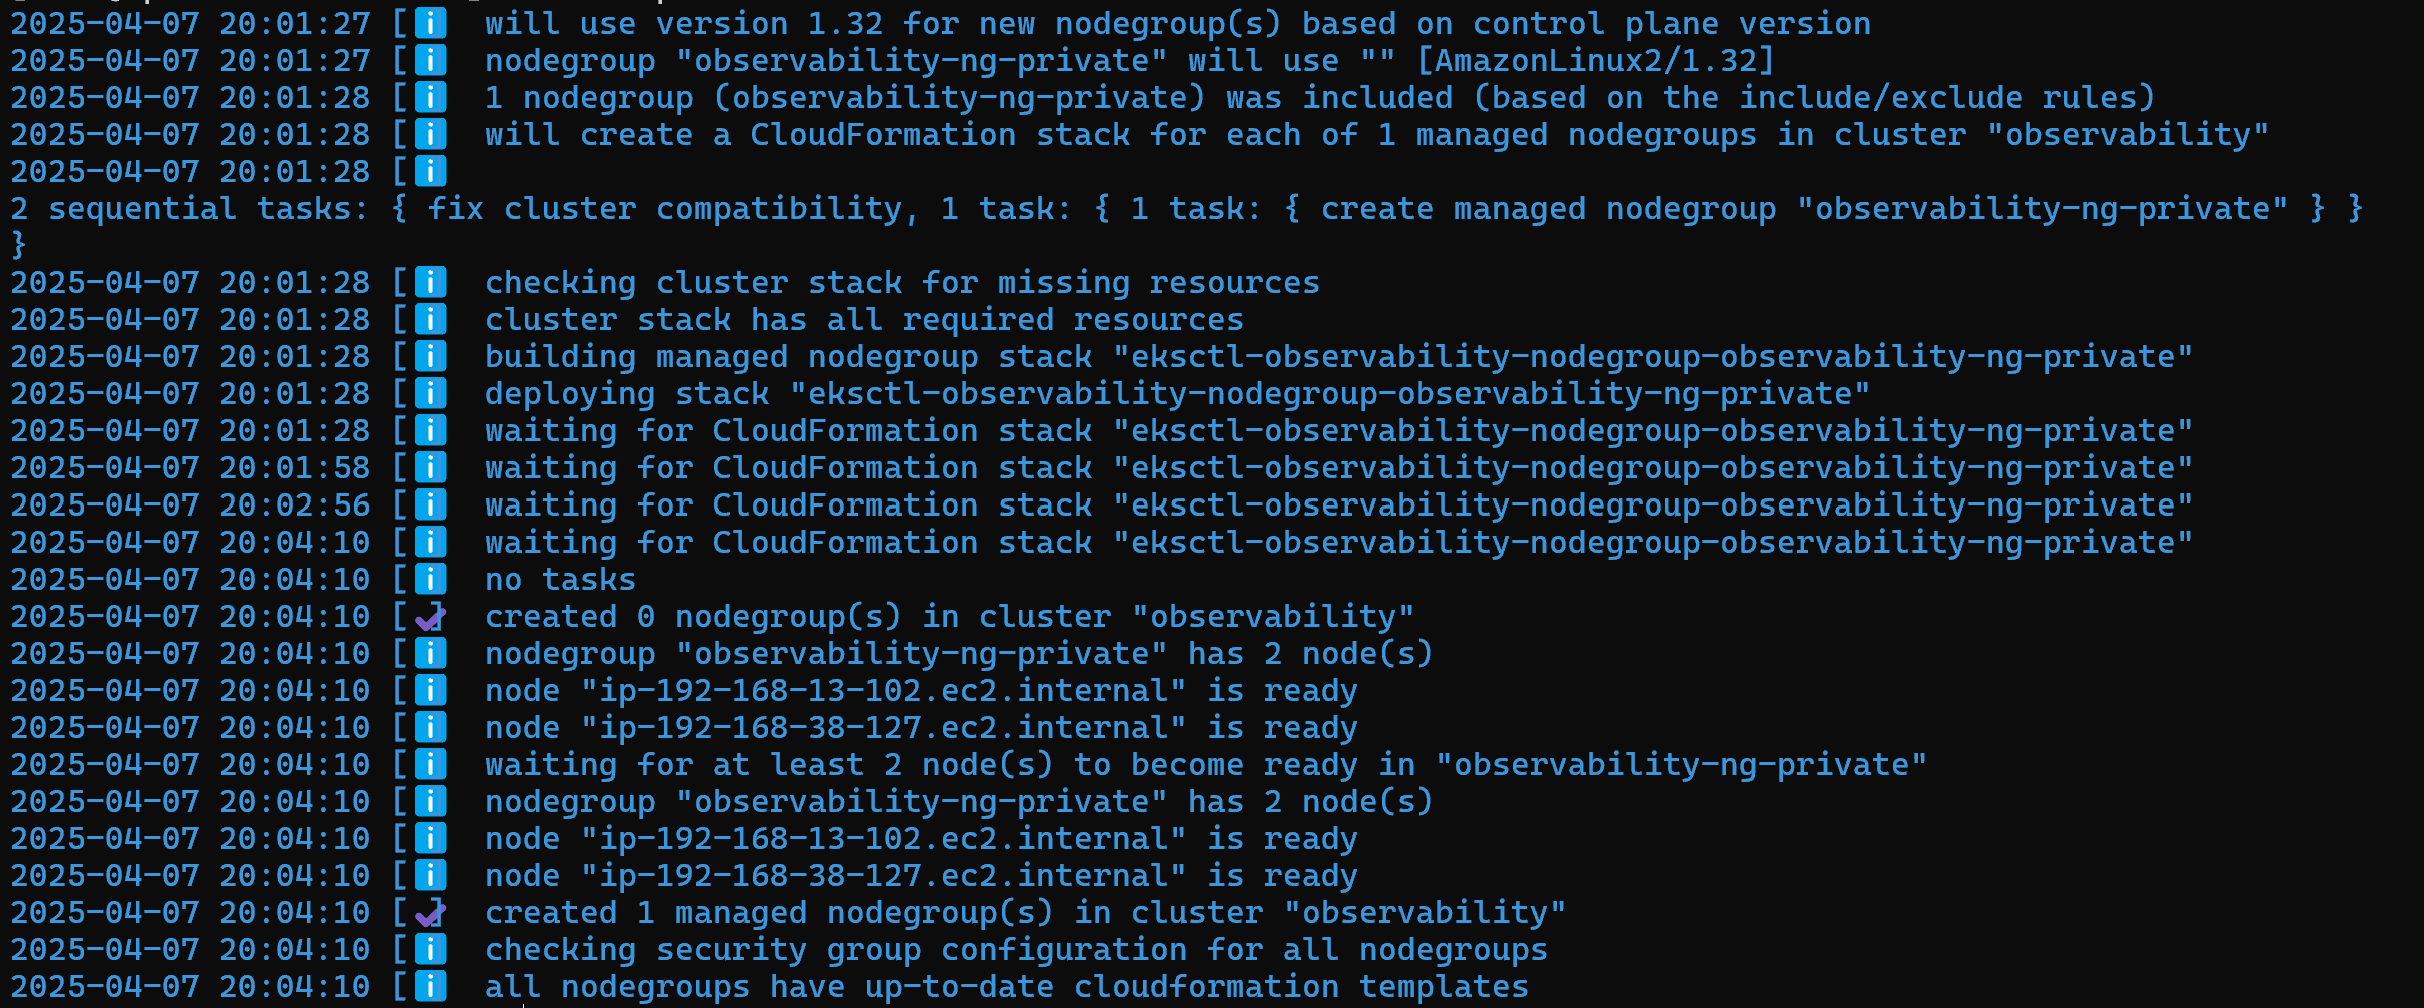 2025-04-07 20:01:27 [ℹ]  will use version 1.32 for new nodegroup(s) based on control plane version
2025-04-07 20:01:27 [ℹ]  nodegroup "observability-ng-private" will use "" [AmazonLinux2/1.32]
2025-04-07 20:01:28 [ℹ]  1 nodegroup (observability-ng-private) was included (based on the include/exclude rules)
2025-04-07 20:01:28 [ℹ]  will create a CloudFormation stack for each of 1 managed nodegroups in cluster "observability"
2025-04-07 20:01:28 [ℹ]
2 sequential tasks: { fix cluster compatibility, 1 task: { 1 task: { create managed nodegroup "observability-ng-private" } }
}
2025-04-07 20:01:28 [ℹ]  checking cluster stack for missing resources
2025-04-07 20:01:28 [ℹ]  cluster stack has all required resources
2025-04-07 20:01:28 [ℹ]  building managed nodegroup stack "eksctl-observability-nodegroup-observability-ng-private"
2025-04-07 20:01:28 [ℹ]  deploying stack "eksctl-observability-nodegroup-observability-ng-private"
2025-04-07 20:01:28 [ℹ]  waiting for CloudFormation stack "eksctl-observability-nodegroup-observability-ng-private"
2025-04-07 20:01:58 [ℹ]  waiting for CloudFormation stack "eksctl-observability-nodegroup-observability-ng-private"
2025-04-07 20:02:56 [ℹ]  waiting for CloudFormation stack "eksctl-observability-nodegroup-observability-ng-private"
2025-04-07 20:04:10 [ℹ]  waiting for CloudFormation stack "eksctl-observability-nodegroup-observability-ng-private"
2025-04-07 20:04:10 [ℹ]  no tasks
2025-04-07 20:04:10 [✔]  created 0 nodegroup(s) in cluster "observability"
2025-04-07 20:04:10 [ℹ]  nodegroup "observability-ng-private" has 2 node(s)
2025-04-07 20:04:10 [ℹ]  node "ip-192-168-13-102.ec2.internal" is ready
2025-04-07 20:04:10 [ℹ]  node "ip-192-168-38-127.ec2.internal" is ready
2025-04-07 20:04:10 [ℹ]  waiting for at least 2 node(s) to become ready in "observability-ng-private"
2025-04-07 20:04:10 [ℹ]  nodegroup "observability-ng-private" has 2 node(s)
2025-04-07 20:04:10 [ℹ]  node "ip-192-168-13-102.ec2.internal" is ready
2025-04-07 20:04:10 [ℹ]  node "ip-192-168-38-127.ec2.internal" is ready
2025-04-07 20:04:10 [✔]  created 1 managed nodegroup(s) in cluster "observability"
2025-04-07 20:04:10 [ℹ]  checking security group configuration for all nodegroups
2025-04-07 20:04:10 [ℹ]  all nodegroups have up-to-date cloudformation templates